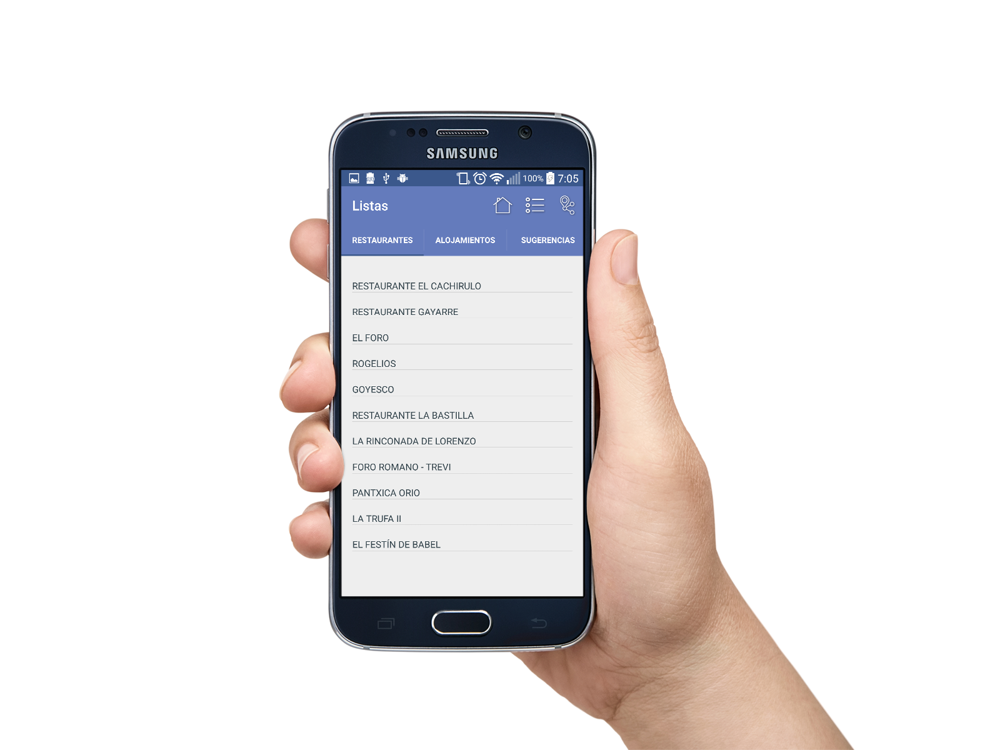 SAMSUNG
100% 7:05
Listas
RESTAURANTES ALOJAMIENTOS SUGERENCIAS
RESTAURANTE EL CACHIRULO
RESTAURANTE GAYARRE
EL FORO
ROGELIOS
GOYESCO
RESTAURANTE LA BASTILLA
LA RINCONADA DE LORENZO
FORO ROMANO - TREVI
PANTXICA ORIO
LA TRUFA II
EL FESTÍN DE BABEL